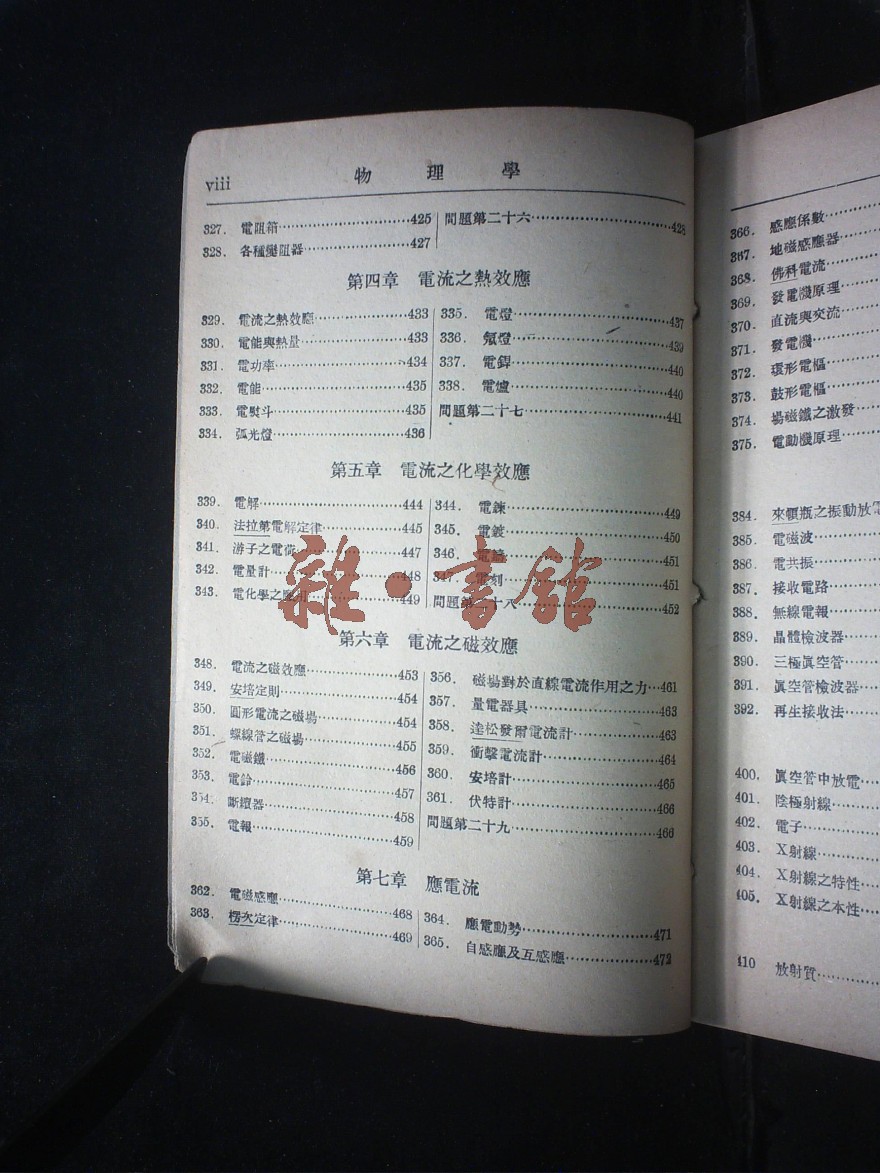 viii
物 理 學
327. 電阻箱 425
328. 各種變阻器 427
問題第二十六 428
第四章 電流之熱效應
329. 電流之熱效應 433
330. 電能與熱量 433
331. 電功率 434
332. 電能 435
333. 電熨斗 435
334. 弧光燈 436
335. 電燈 437
336. 氖燈 439
337. 電銲 440
338. 電爐 440
問題第二十七 441
第五章 電流之化學效應
339. 電解 444
340. 法拉第電解定律 445
341. 游子之電荷 447
342. 電量計 448
343. 電化學之應用 449
344. 電鍊 449
345. 電鍍 450
346. 451
347. 電刻 451
問題第二十八 452
第六章 電流之磁效應
348. 電流之磁效應 453
349. 安培定則 454
350. 圓形電流之磁場 454
351. 螺線管之磁場 455
352. 電磁鐵 456
353. 電鈴 457
354. 斷續器 458
355. 電報 459
356. 磁場對於直線電流作用之力 461
357. 量電器具 463
358. 達松發爾電流計 463
359. 衝擊電流計 464
360. 安培計 465
361. 伏特計 466
問題第二十九 466
第七章 應電流
362. 電磁感應 468
363. 楞次定律 469
364. 應電動勢 471
365. 自感應及互感應 472
雜·書館
366. 感應係數
367. 地磁感應器
368. 佛科電流
369. 發電機原理
370. 直流與交流
371. 發電機
372. 環形電樞
373. 鼓形電樞
374. 場磁鐵之激發
375. 電動機原理
384. 來頓瓶之振動放電
385. 電磁波
386. 電共振
387. 接收電路
388. 無線電報
389. 晶體檢波器
390. 三極眞空管
391. 眞空管檢波器
392. 再生接收法
400. 眞空管中放電
401. 陰極射線
402. 電子
403. X射線
404. X射線之特性
405. X射線之本性
410 放射質